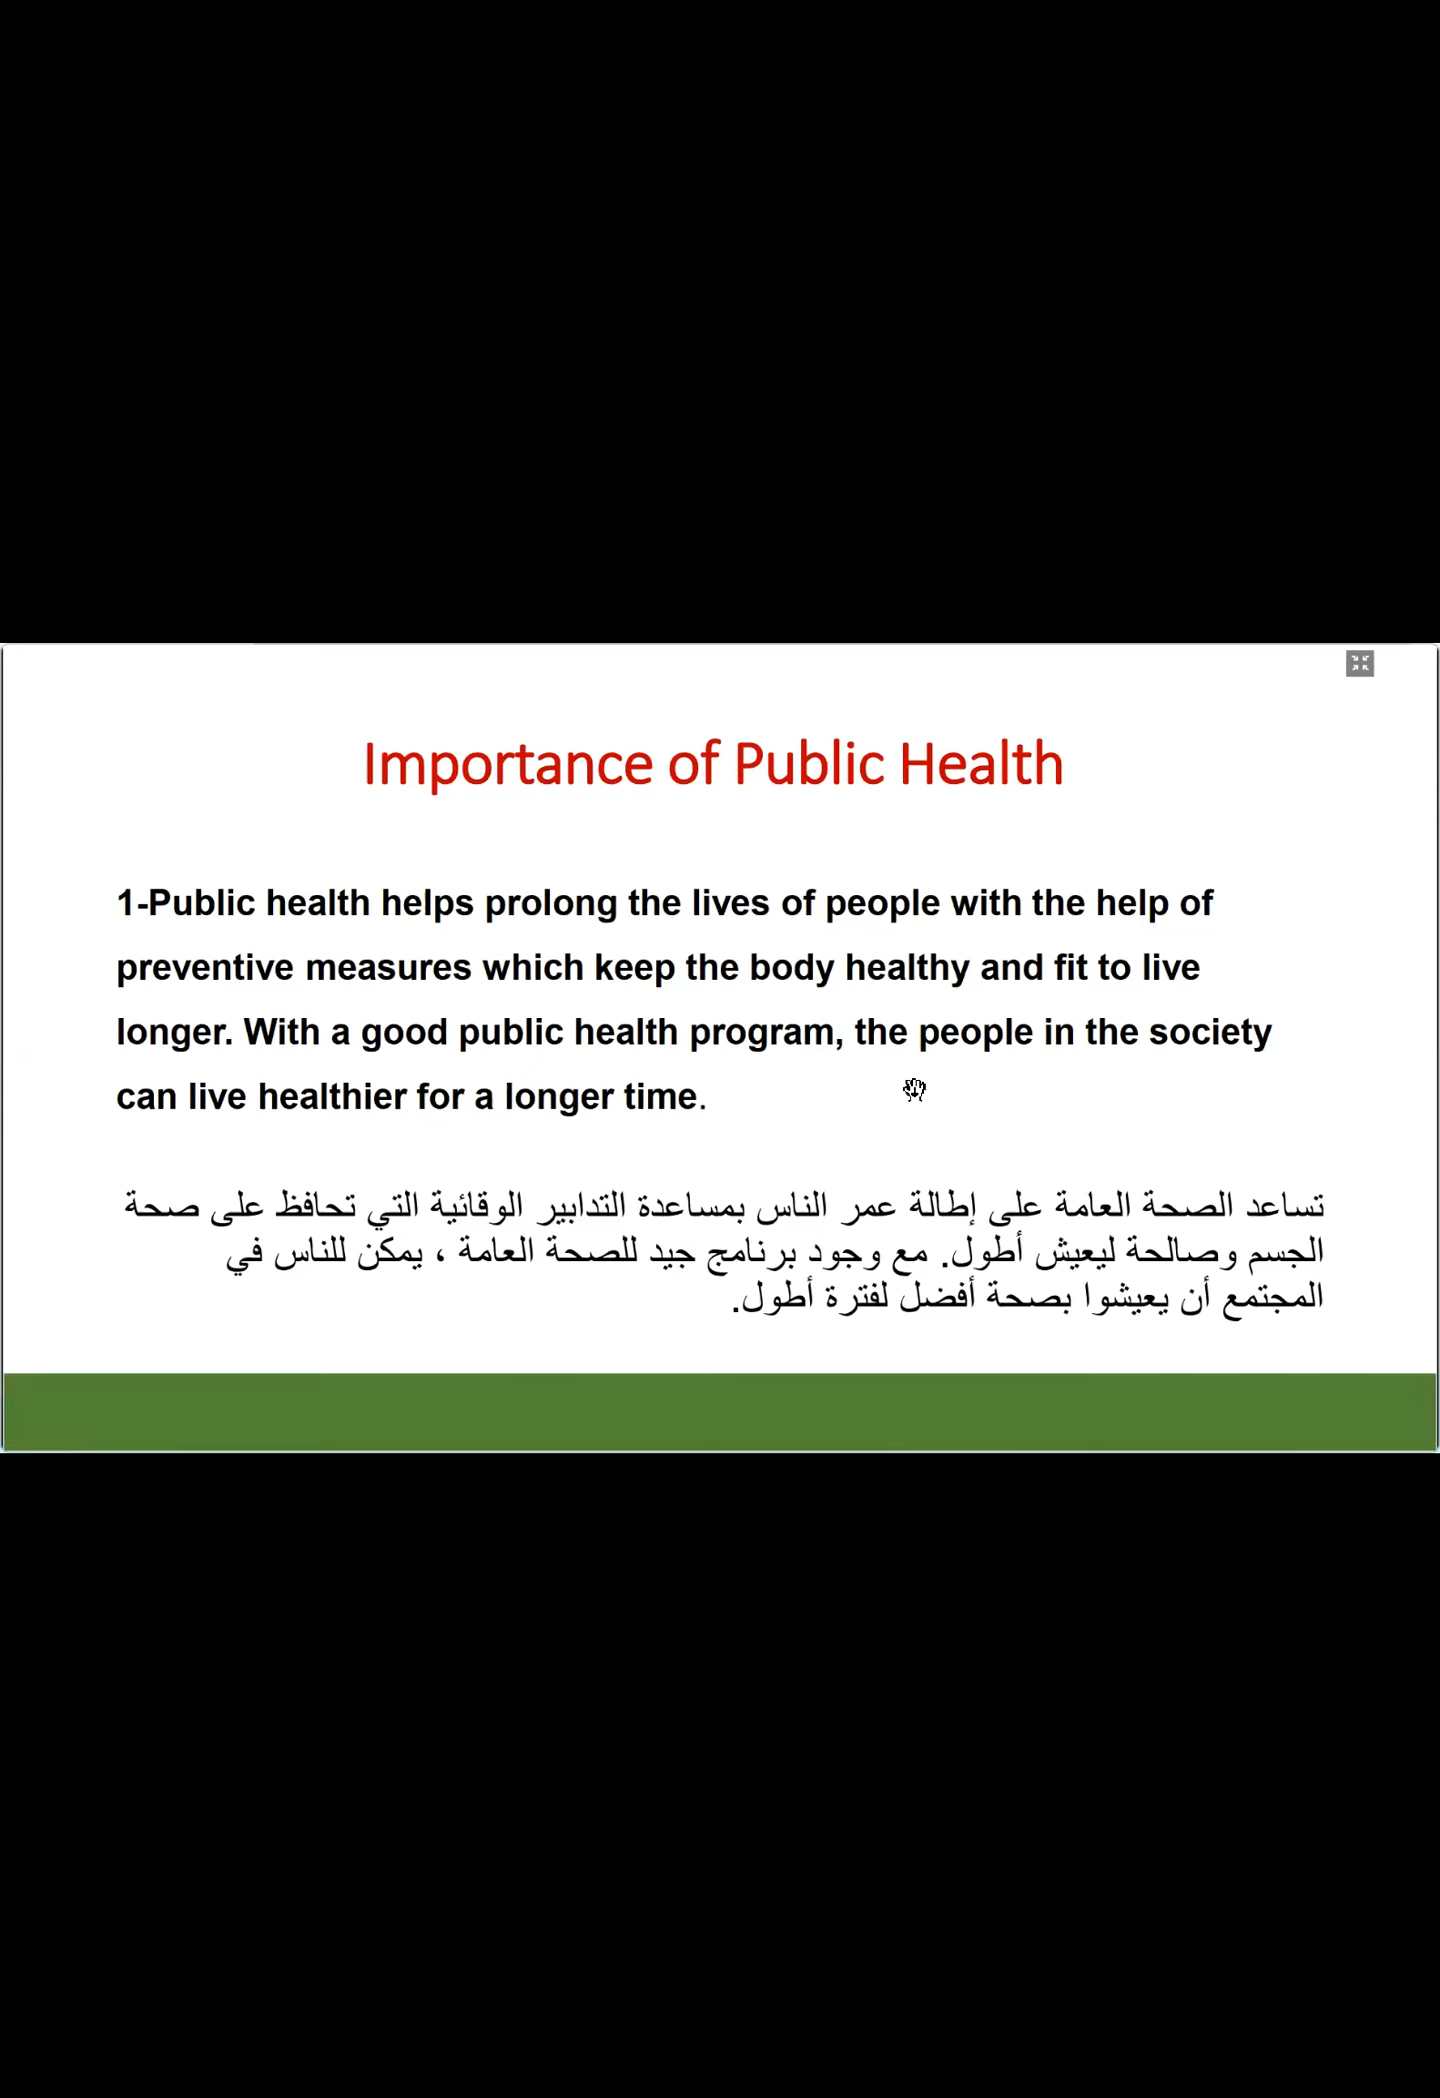 Importance of Public Health
1-Public health helps prolong the lives of people with the help of
preventive measures which keep the body healthy and fit to live
longer. With a good public health program, the people in the society
can live healthier for a longer time.
تساعد الصحة العامة على إطالة عمر الناس بمساعدة التدابير الوقائية التي تحافظ على صحة
الجسم وصالحة ليعيش أطول. مع وجود برنامج جيد للصحة العامة ، يمكن للناس في
المجتمع أن يعيشوا بصحة أفضل لفترة أطول.